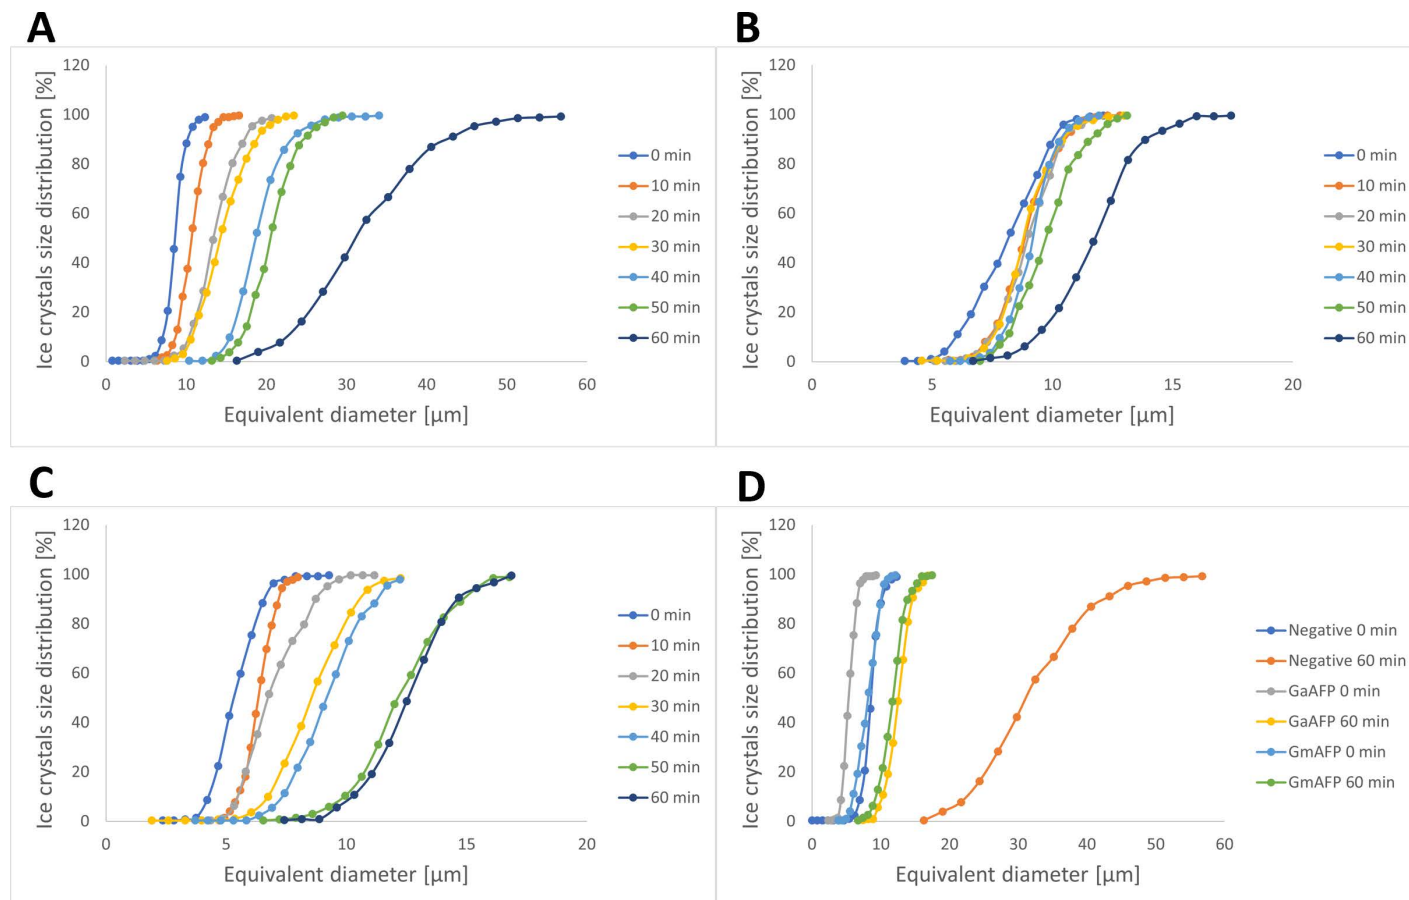 A
Ice crystals size distribution [%]
120
100
80
60
40
20
0
0 10 20 30 40 50 60
Equivalent diameter [µm]
0 min
10 min
20 min
30 min
40 min
50 min
60 min
B
Ice crystals size distribution [%]
120
100
80
60
40
20
0
0 5 10 15 20
Equivalent diameter [µm]
0 min
10 min
20 min
30 min
40 min
50 min
60 min
C
Ice crystals size distribution [%]
120
100
80
60
40
20
0
0 5 10 15 20
Equivalent diameter [µm]
0 min
10 min
20 min
30 min
40 min
50 min
60 min
D
Ice crystals size distribution [%]
120
100
80
60
40
20
0
0 10 20 30 40 50 60
Equivalent diameter [µm]
Negative 0 min
Negative 60 min
GaAFP 0 min
GaAFP 60 min
GmAFP 0 min
GmAFP 60 min